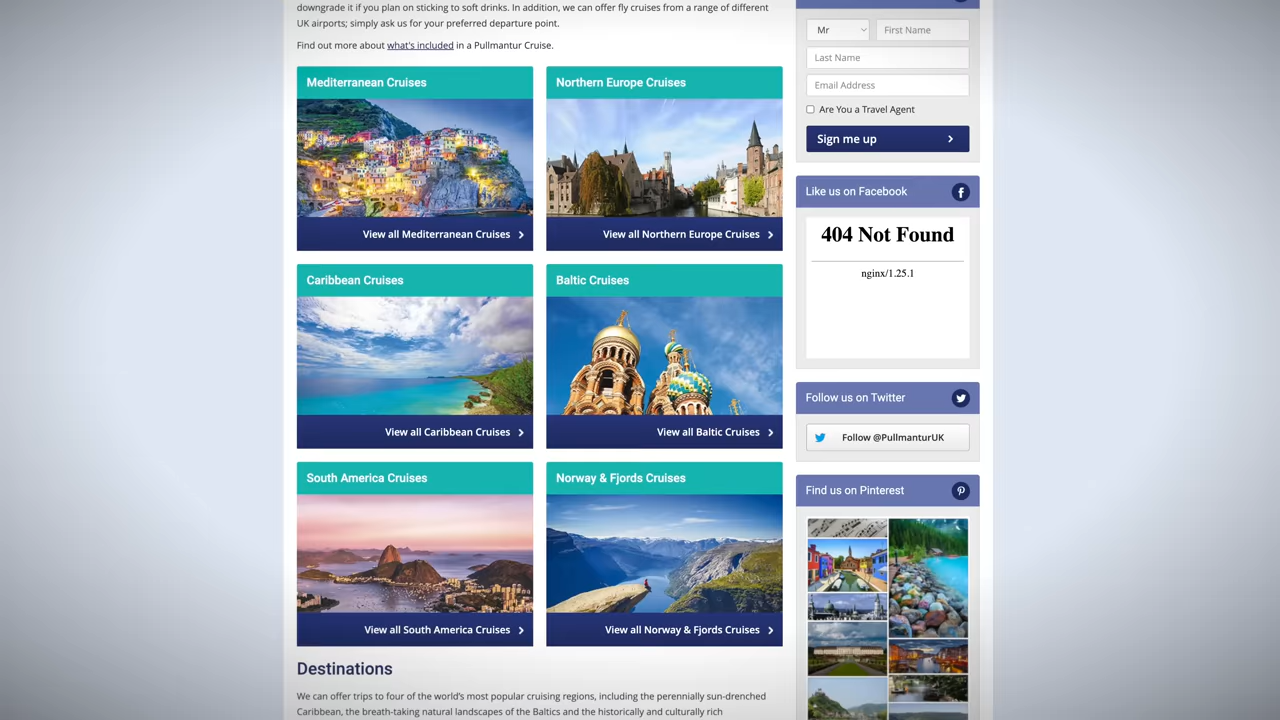 downgrade it if you plan on sticking to soft drinks. In addition, we can offer fly cruises from a range of different
UK airports; simply ask us for your preferred departure point.
Find out more about what's included in a Pullmantur Cruise.
Mediterranean Cruises
View all Mediterranean Cruises
Northern Europe Cruises
View all Northern Europe Cruises
Caribbean Cruises
View all Caribbean Cruises
Baltic Cruises
View all Baltic Cruises
South America Cruises
View all South America Cruises
Norway & Fjords Cruises
View all Norway & Fjords Cruises
Destinations
We can offer trips to four of the world's most popular cruising regions, including the perennially sun-drenched
Caribbean, the breath-taking natural landscapes of the Baltics and the historically and culturally rich
Mr
First Name
Last Name
Email Address
Are You a Travel Agent
Sign me up
Like us on Facebook
404 Not Found
nginx/1.25.1
Follow us on Twitter
Follow @PullmanturUK
Find us on Pinterest